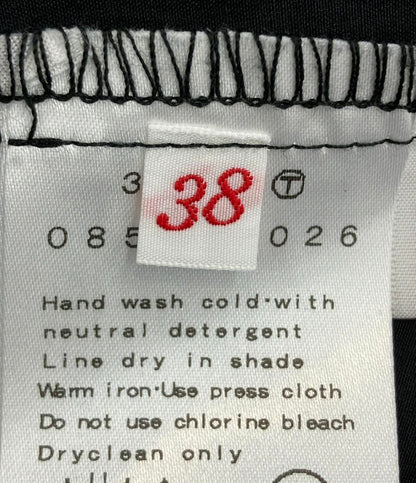 38
3 Ⓣ
085 026
Hand wash cold·with
neutral detergent
Line dry in shade
Warm iron·Use press cloth
Do not use chlorine bleach
Dryclean only